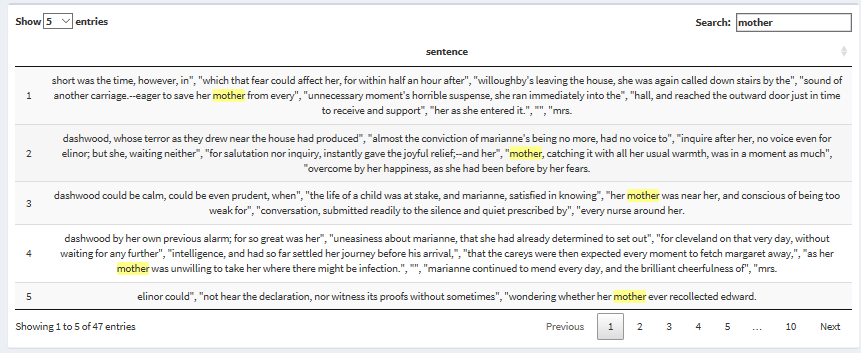 Show 5 entries Search: mother
sentence
short was the time, however, in", "which that fear could affect her, for within half an hour after", "willoughby's leaving the house, she was again called down stairs by the", "sound of
1 another carriage.--eager to save her mother from every", "unnecessary moment's horrible suspense, she ran immediately into the", "hall, and reached the outward door just in time
to receive and support", "her as she entered it.", "", "mrs.
dashwood, whose terror as they drew near the house had produced", "almost the conviction of marianne's being no more, had no voice to", "inquire after her, no voice even for
2 elinor; but she, waiting neither", "for salutation nor inquiry, instantly gave the joyful relief;--and her", "mother, catching it with all her usual warmth, was in a moment as much",
"overcome by her happiness, as she had been before by her fears.
3 dashwood could be calm, could be even prudent, when", "the life of a child was at stake, and marianne, satisfied in knowing", "her mother was near her, and conscious of being too
weak for", "conversation, submitted readily to the silence and quiet prescribed by", "every nurse around her.
dashwood by her own previous alarm; for so great was her", "uneasiness about marianne, that she had already determined to set out", "for cleveland on that very day, without
4 waiting for any further", "intelligence, and had so far settled her journey before his arrival,", "that the careys were then expected every moment to fetch margaret away,", "as her
mother was unwilling to take her where there might be infection.", "", "marianne continued to mend every day, and the brilliant cheerfulness of", "mrs.
5 elinor could", "not hear the declaration, nor witness its proofs without sometimes", "wondering whether her mother ever recollected edward.
Showing 1 to 5 of 47 entries Previous 1 2 3 4 5 ... 10 Next